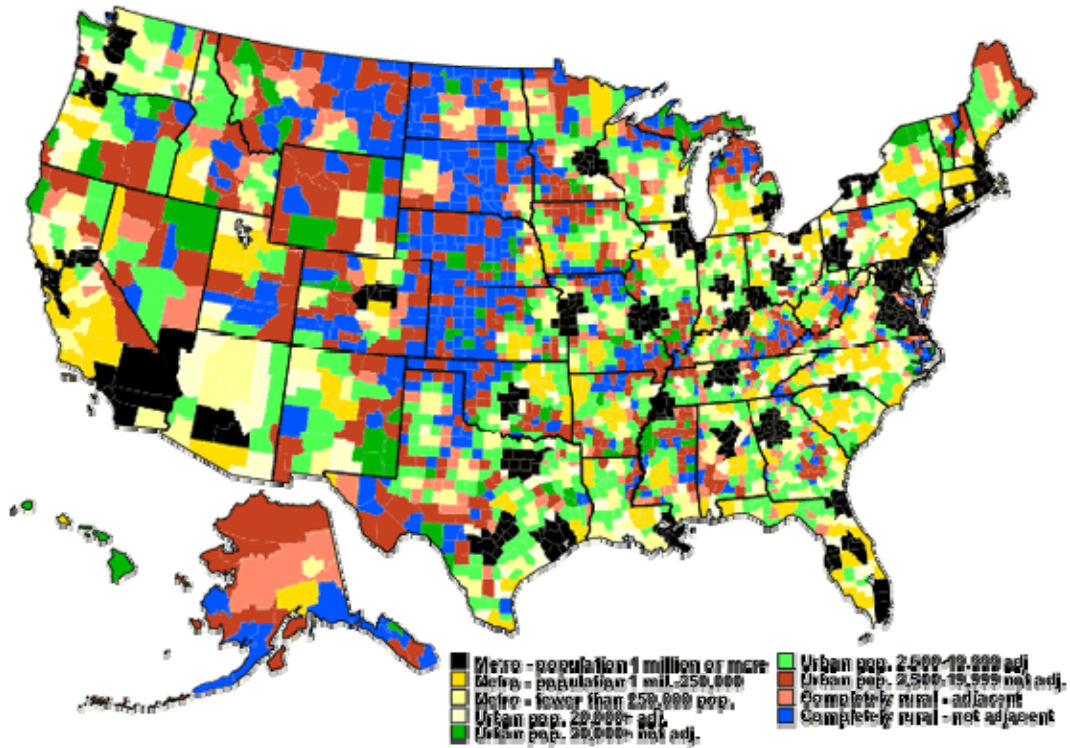 Metro - population 1 million or more
Metro - population 1 mil.-250,000
Metro - fewer than 250,000 pop.
Urban pop. 20,000+ adj.
Urban pop. 20,000+ not adj.
Urban pop. 2,500-19,999 adj
Urban pop. 2,500-19,999 not adj.
Completely rural - adjacent
Completely rural - not adjacent